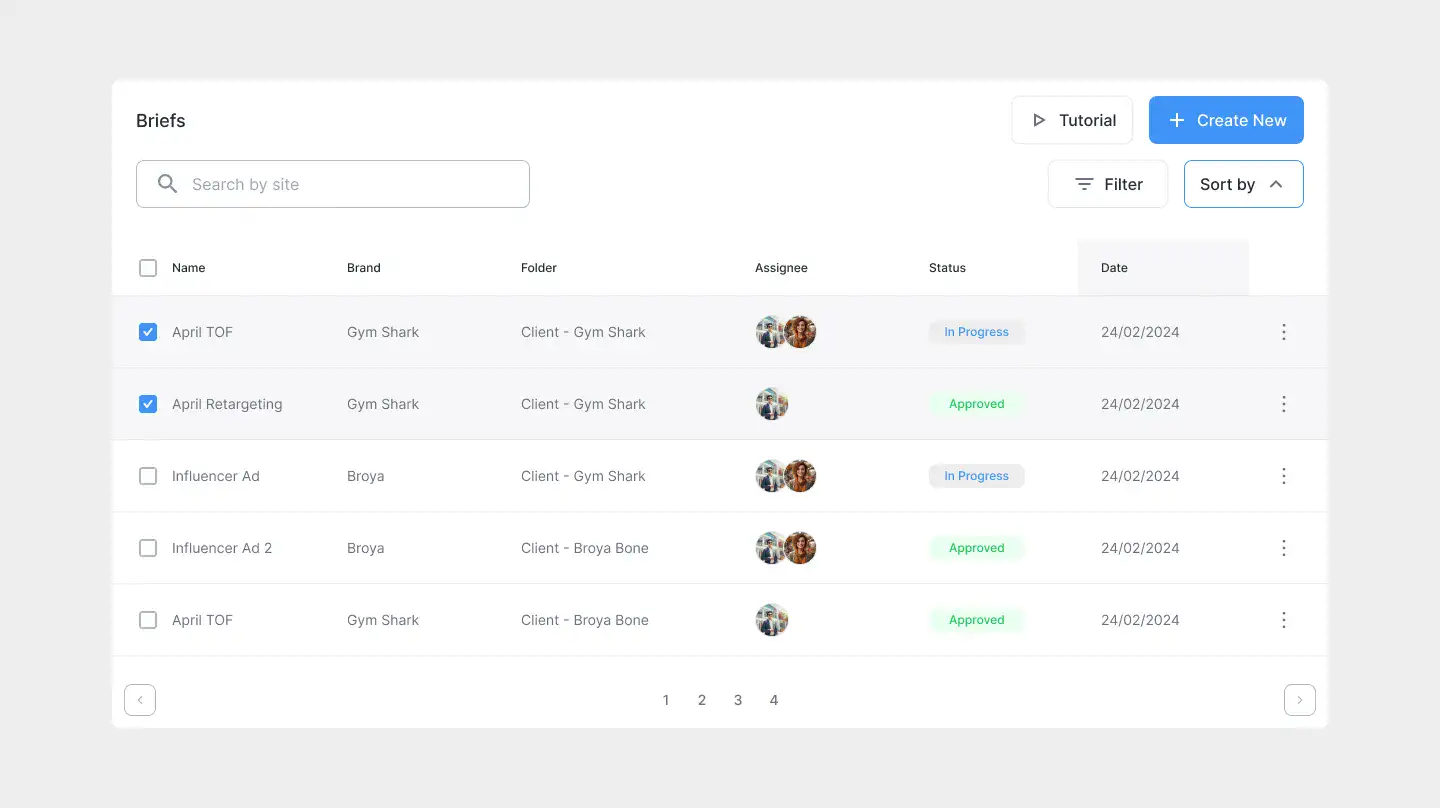 Briefs
Tutorial
Create New
Search by site
Filter
Sort by
Name Brand Folder Assignee Status Date
April TOF Gym Shark Client - Gym Shark In Progress 24/02/2024
April Retargeting Gym Shark Client - Gym Shark Approved 24/02/2024
Influencer Ad Broya Client - Gym Shark In Progress 24/02/2024
Influencer Ad 2 Broya Client - Broya Bone Approved 24/02/2024
April TOF Gym Shark Client - Broya Bone Approved 24/02/2024
1 2 3 4